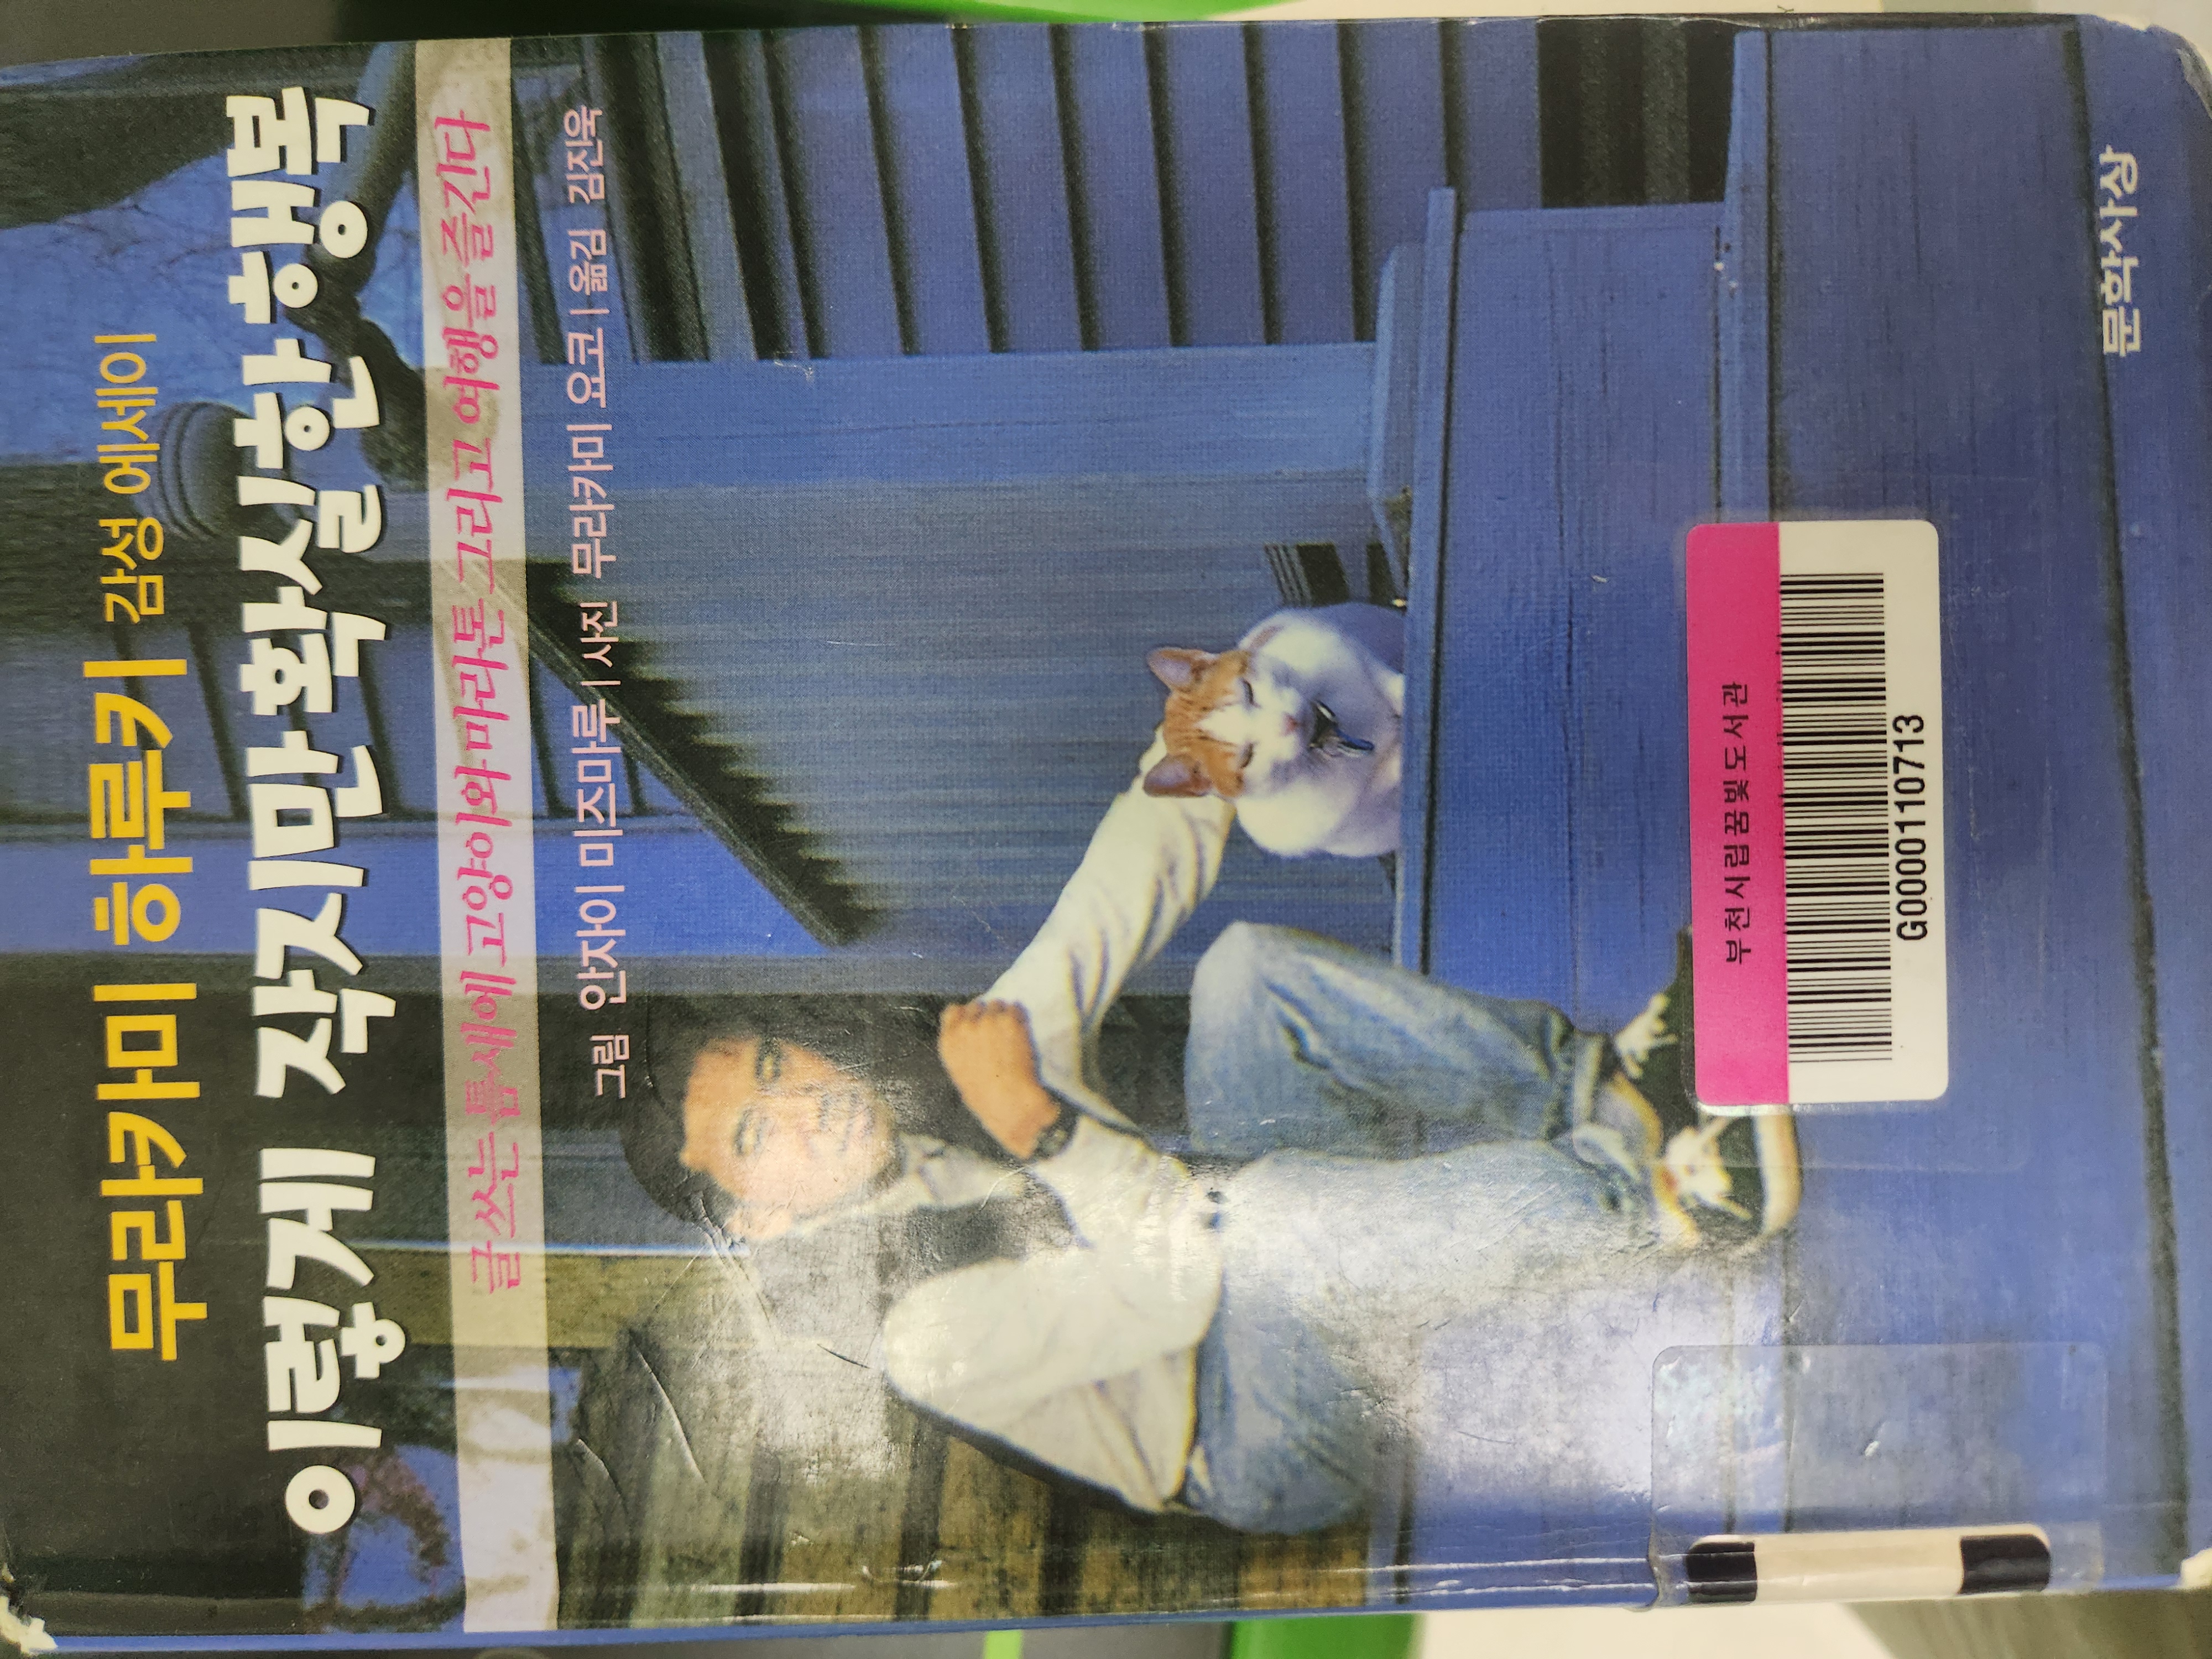 무라카미 하루키 감성 에세이
이렇게 작지만 확실한 행복
글 쓰는 틈새에 고양이와 마라톤 그리고 여행을 즐긴다
그림 안자이 미즈마루 | 사진 무라카미 요코 | 옮김 김진욱
부천시립꿈빛도서관
G0000110713
문학사상